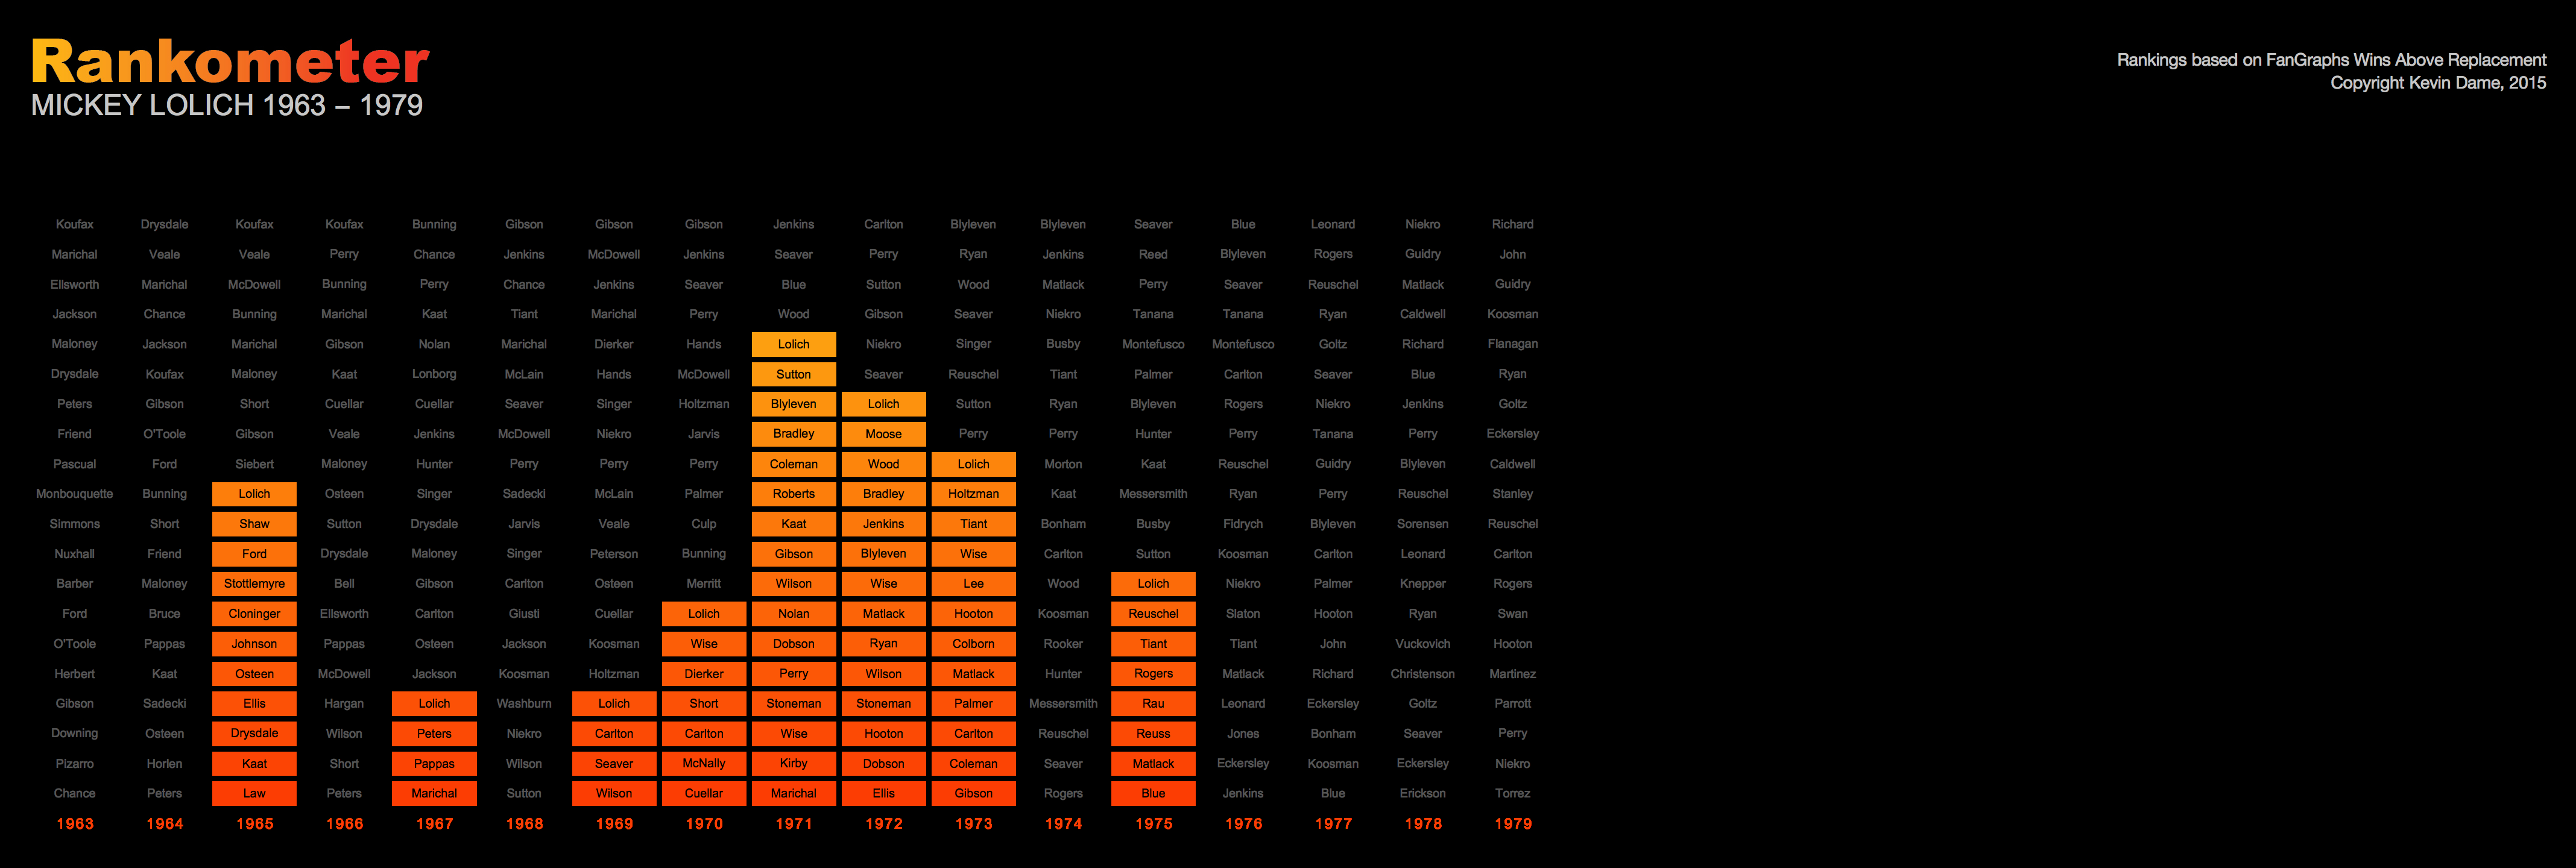 Rankometer
MICKEY LOLICH 1963 – 1979
Rankings based on FanGraphs Wins Above Replacement
Copyright Kevin Dame, 2015
Koufax Drysdale Koufax Koufax Bunning Gibson Gibson Gibson Jenkins Carlton Blyleven Blyleven Seaver Blue Leonard Niekro Richard
Marichal Veale Veale Perry Chance Jenkins McDowell Jenkins Seaver Perry Ryan Jenkins Reed Blyleven Rogers Guidry John
Ellsworth Marichal McDowell Bunning Perry Chance Jenkins Seaver Blue Sutton Wood Matlack Perry Seaver Reuschel Matlack Guidry
Jackson Chance Bunning Marichal Kaat Tiant Marichal Perry Wood Gibson Seaver Niekro Tanana Tanana Ryan Caldwell Koosman
Maloney Jackson Marichal Gibson Nolan Marichal Dierker Hands Lolich Niekro Singer Busby Montefusco Montefusco Goltz Richard Flanagan
Drysdale Koufax Maloney Kaat Lonborg McLain Hands McDowell Sutton Seaver Reuschel Tiant Palmer Carlton Seaver Blue Ryan
Peters Gibson Short Cuellar Cuellar Seaver Singer Holtzman Blyleven Lolich Sutton Ryan Blyleven Rogers Niekro Jenkins Goltz
Friend O'Toole Gibson Veale Jenkins McDowell Niekro Jarvis Bradley Moose Perry Perry Hunter Perry Tanana Perry Eckersley
Pascual Ford Siebert Maloney Hunter Perry Perry Perry Coleman Wood Lolich Morton Kaat Reuschel Guidry Blyleven Caldwell
Monbouquette Bunning Lolich Osteen Singer Sadecki McLain Palmer Roberts Bradley Holtzman Kaat Messersmith Ryan Perry Reuschel Stanley
Simmons Short Shaw Sutton Drysdale Jarvis Veale Culp Kaat Jenkins Tiant Bonham Busby Fidrych Blyleven Sorensen Reuschel
Nuxhall Friend Ford Drysdale Maloney Singer Peterson Bunning Gibson Blyleven Wise Carlton Sutton Koosman Carlton Leonard Carlton
Barber Maloney Stottlemyre Bell Gibson Carlton Osteen Merritt Wilson Wise Lee Wood Lolich Niekro Palmer Knepper Rogers
Ford Bruce Cloninger Ellsworth Carlton Giusti Cuellar Lolich Nolan Matlack Hooton Koosman Reuschel Slaton Hooton Ryan Swan
O'Toole Pappas Johnson Pappas Osteen Jackson Koosman Wise Dobson Ryan Colborn Rooker Tiant Tiant John Vuckovich Hooton
Herbert Kaat Osteen McDowell Jackson Koosman Holtzman Dierker Perry Wilson Matlack Hunter Rogers Matlack Richard Christenson Martinez
Gibson Sadecki Ellis Hargan Lolich Washburn Lolich Short Stoneman Stoneman Palmer Messersmith Rau Leonard Eckersley Goltz Parrott
Downing Osteen Drysdale Wilson Peters Niekro Carlton Carlton Wise Hooton Carlton Reuschel Reuss Jones Bonham Seaver Perry
Pizarro Horlen Kaat Short Pappas Wilson Seaver McNally Kirby Dobson Coleman Seaver Matlack Eckersley Koosman Eckersley Niekro
Chance Peters Law Peters Marichal Sutton Wilson Cuellar Marichal Ellis Gibson Rogers Blue Jenkins Blue Erickson Torrez
1963 1964 1965 1966 1967 1968 1969 1970 1971 1972 1973 1974 1975 1976 1977 1978 1979